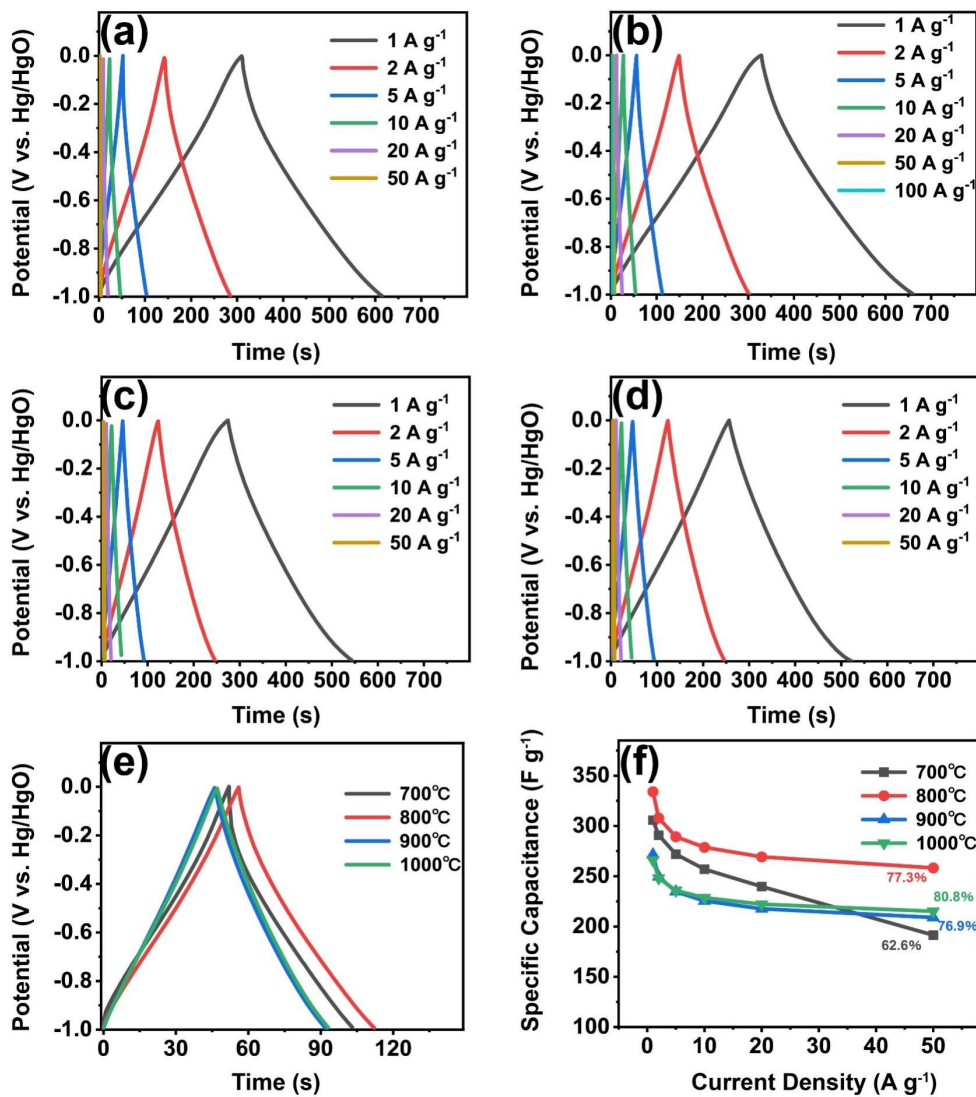 (a)
1 A g⁻¹
2 A g⁻¹
5 A g⁻¹
10 A g⁻¹
20 A g⁻¹
50 A g⁻¹
0.0
-0.2
-0.4
-0.6
-0.8
-1.0
Potential (V vs. Hg/HgO)
0 100 200 300 400 500 600 700
Time (s)
(b)
1 A g⁻¹
2 A g⁻¹
5 A g⁻¹
10 A g⁻¹
20 A g⁻¹
50 A g⁻¹
100 A g⁻¹
0.0
-0.2
-0.4
-0.6
-0.8
-1.0
Potential (V vs. Hg/HgO)
0 100 200 300 400 500 600 700
Time (s)
(c)
1 A g⁻¹
2 A g⁻¹
5 A g⁻¹
10 A g⁻¹
20 A g⁻¹
50 A g⁻¹
0.0
-0.2
-0.4
-0.6
-0.8
-1.0
Potential (V vs. Hg/HgO)
0 100 200 300 400 500 600 700
Time (s)
(d)
1 A g⁻¹
2 A g⁻¹
5 A g⁻¹
10 A g⁻¹
20 A g⁻¹
50 A g⁻¹
0.0
-0.2
-0.4
-0.6
-0.8
-1.0
Potential (V vs. Hg/HgO)
0 100 200 300 400 500 600 700
Time (s)
(e)
700℃
800℃
900℃
1000℃
0.0
-0.2
-0.4
-0.6
-0.8
-1.0
Potential (V vs. Hg/HgO)
0 30 60 90 120
Time (s)
(f)
700℃
800℃
900℃
1000℃
350
300
250
200
150
100
Specific Capacitance (F g⁻¹)
77.3%
80.8%
76.9%
62.6%
0 10 20 30 40 50
Current Density (A g⁻¹)